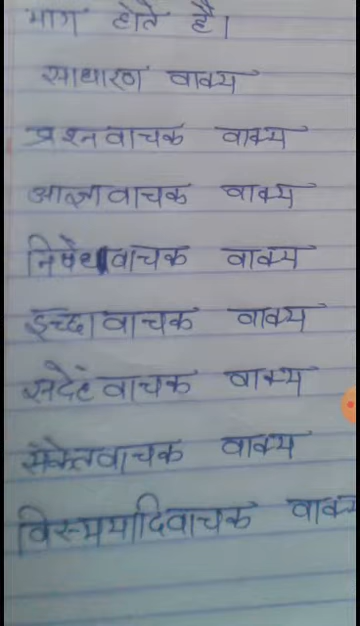 भाग होते है।
साधारण वाक्य
प्रश्नवाचक वाक्य
आज्ञावाचक वाक्य
निषेधवाचक वाक्य
इच्छावाचक वाक्य
संदेहवाचक वाक्य
संकेतवाचक वाक्य
विस्मयादिवाचक वाक्य